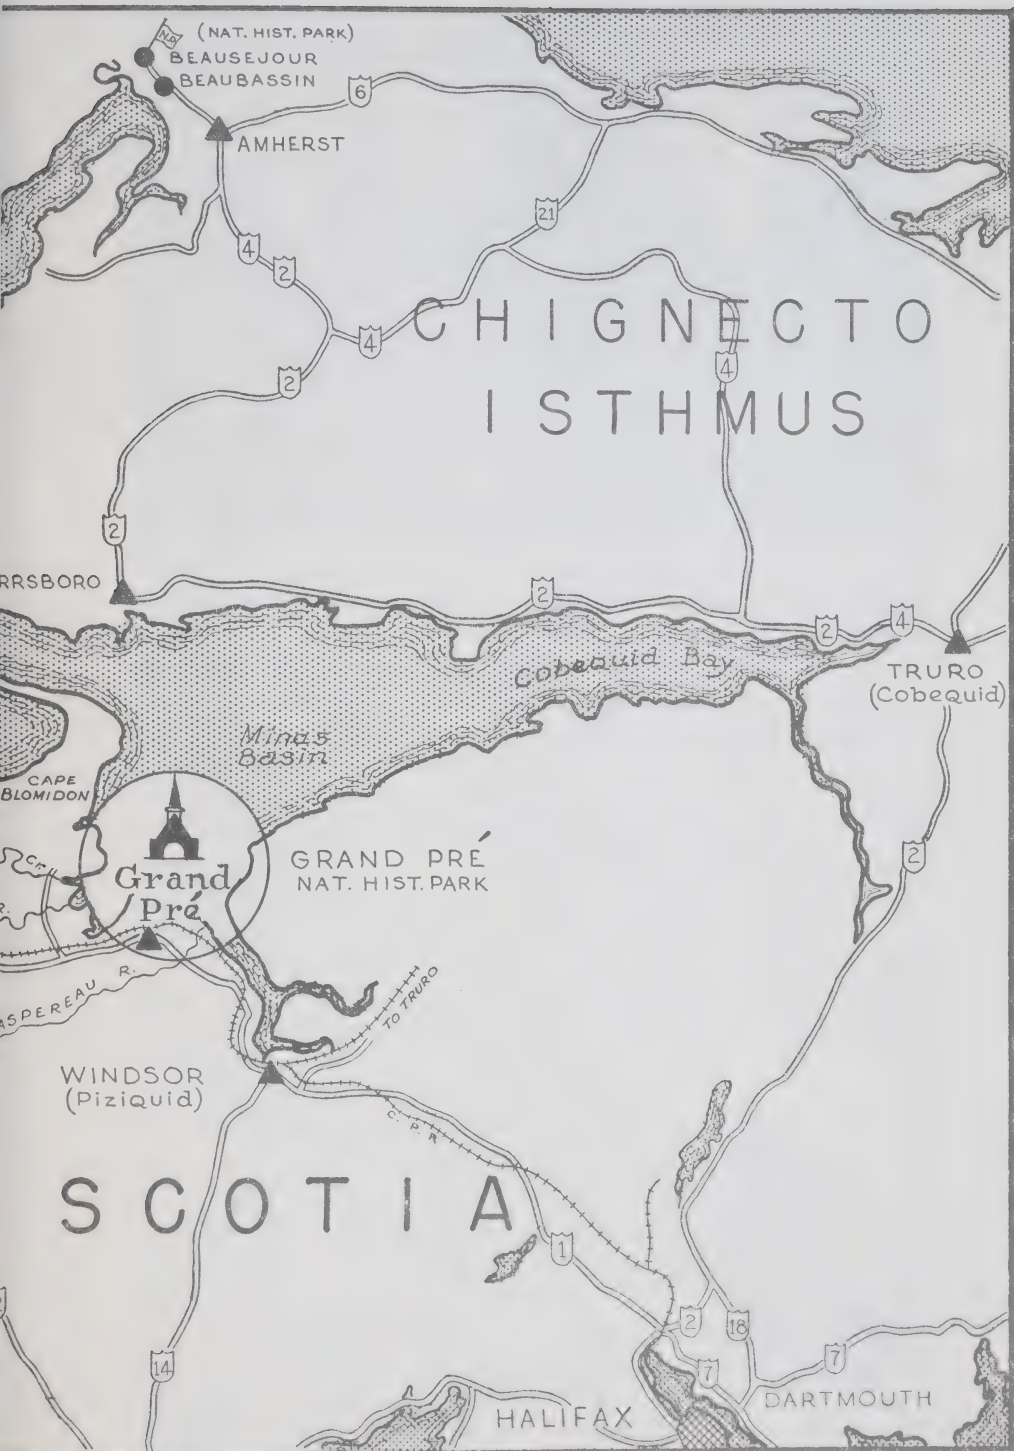 N.P.
(NAT. HIST. PARK)
BEAUSEJOUR
BEAUBASSIN
6
AMHERST
21
4
2
CHIGNECTO
4
4
2
ISTHMUS
2
RRSBORO
2
2
4
TRURO
(Cobequid)
Cobequid Bay
Minas
Basin
CAPE
BLOMIDON
GRAND PRÉ
NAT. HIST. PARK
2
Cr.
Grand
Pré
R.
ASPEREAU R.
TO TRURO
WINDSOR
(Piziquid)
C. P. R
SCOTIA
1
2
18
14
7
7
DARTMOUTH
HALIFAX